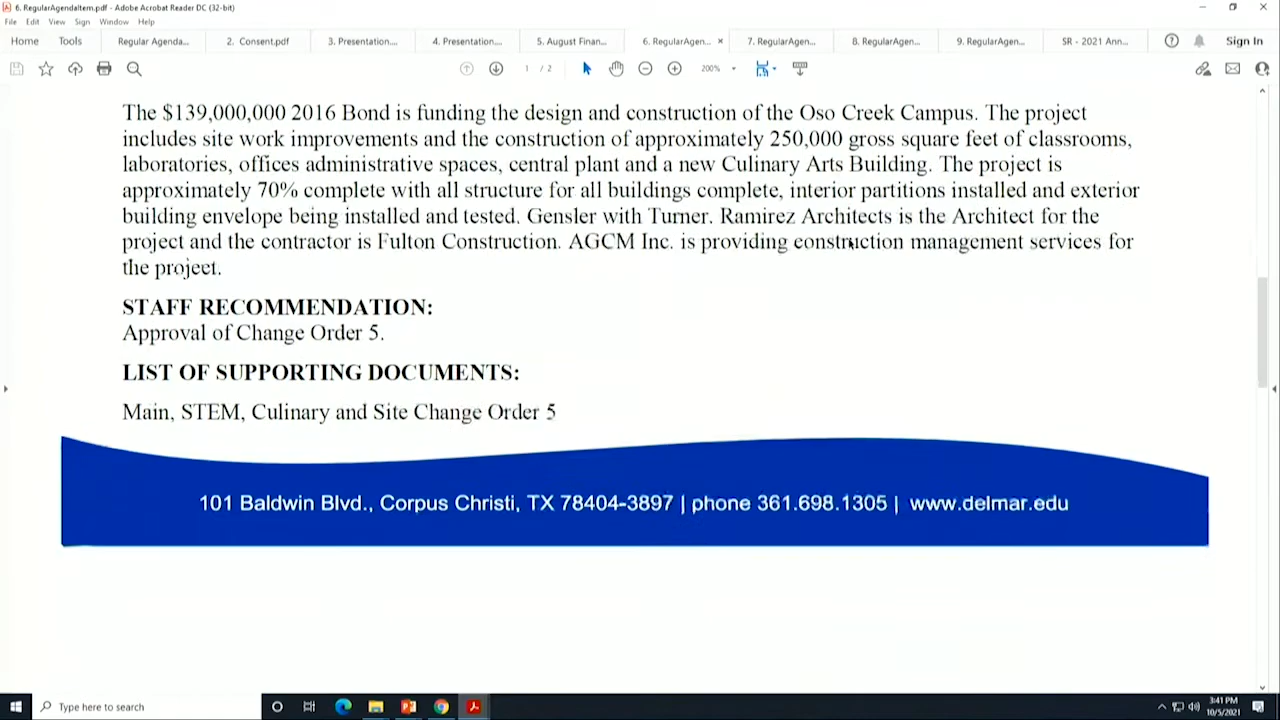 6. RegularAgendaItem.pdf - Adobe Acrobat Reader DC (32-bit)
File Edit View Sign Window Help
Home Tools Regular Agenda... 2. Consent.pdf 3. Presentation.... 4. Presentation.... 5. August Finan... 6. RegularAgen... × 7. RegularAgen... 8. RegularAgen... 9. RegularAgen... SR - 2021 Ann... Sign In
1 / 2 200%
The $139,000,000 2016 Bond is funding the design and construction of the Oso Creek Campus. The project
includes site work improvements and the construction of approximately 250,000 gross square feet of classrooms,
laboratories, offices administrative spaces, central plant and a new Culinary Arts Building. The project is
approximately 70% complete with all structure for all buildings complete, interior partitions installed and exterior
building envelope being installed and tested. Gensler with Turner. Ramirez Architects is the Architect for the
project and the contractor is Fulton Construction. AGCM Inc. is providing construction management services for
the project.
STAFF RECOMMENDATION:
Approval of Change Order 5.
LIST OF SUPPORTING DOCUMENTS:
Main, STEM, Culinary and Site Change Order 5
101 Baldwin Blvd., Corpus Christi, TX 78404-3897 | phone 361.698.1305 | www.delmar.edu
Type here to search
3:41 PM
10/5/2021